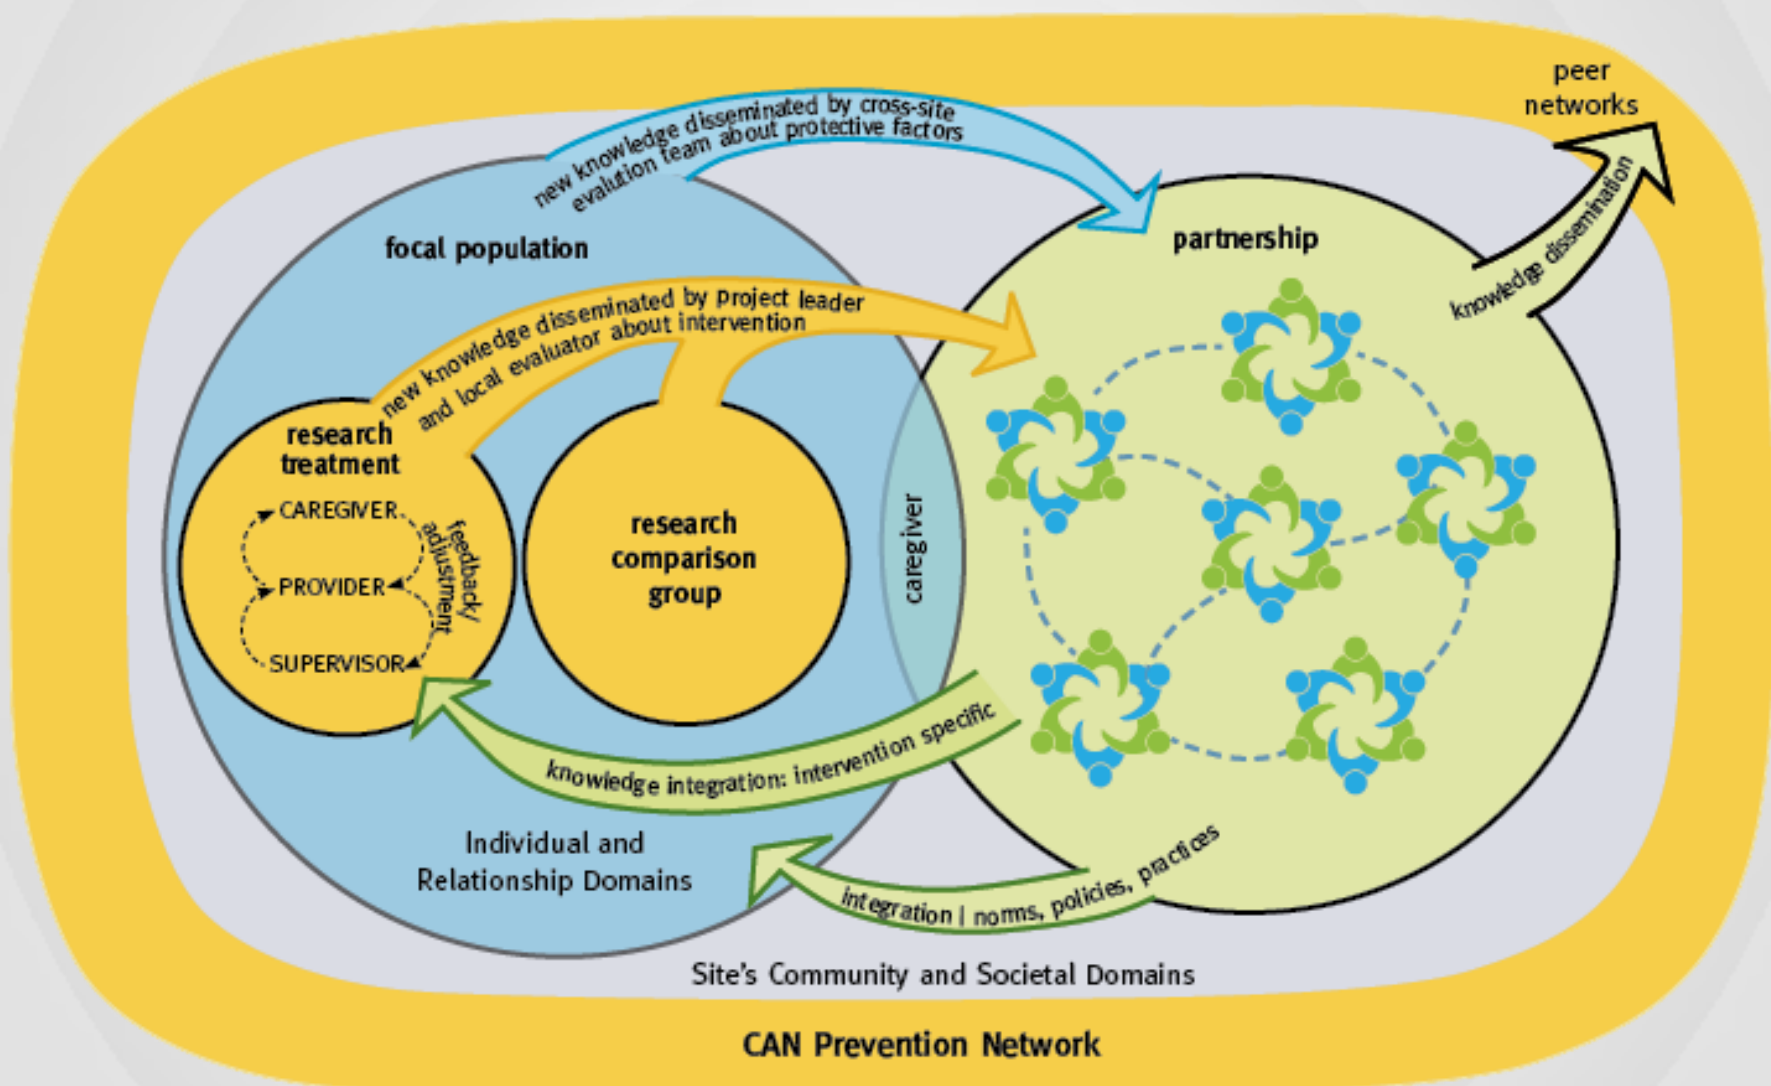 peer
networks
new knowledge disseminated by cross-site
evalution team about protective factors
knowledge dissemination
focal population
partnership
new knowledge disseminated by project leader
and local evaluator about intervention
research
treatment
CAREGIVER
feedback/
adjustment
PROVIDER
SUPERVISOR
research
comparison
group
caregiver
knowledge integration: intervention specific
Individual and
Relationship Domains
integration | norms, policies, practices
Site's Community and Societal Domains
CAN Prevention Network